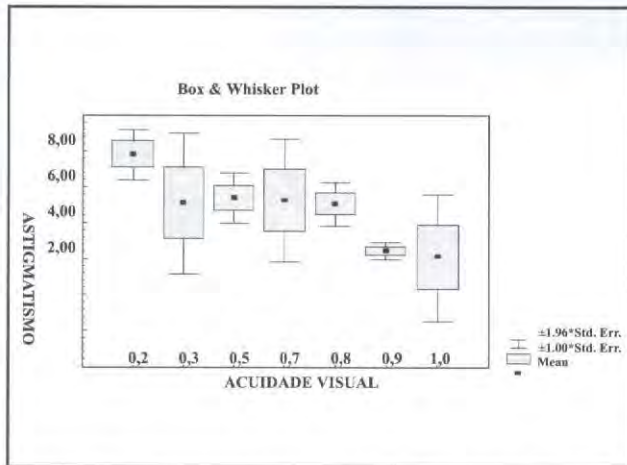 Box & Whisker Plot
8,00
6,00
4,00
2,00
ASTIGMATISMO
0,2 0,3 0,5 0,7 0,8 0,9 1,0
ACUIDADE VISUAL
±1.96*Std. Err.
±1.00*Std. Err.
Mean